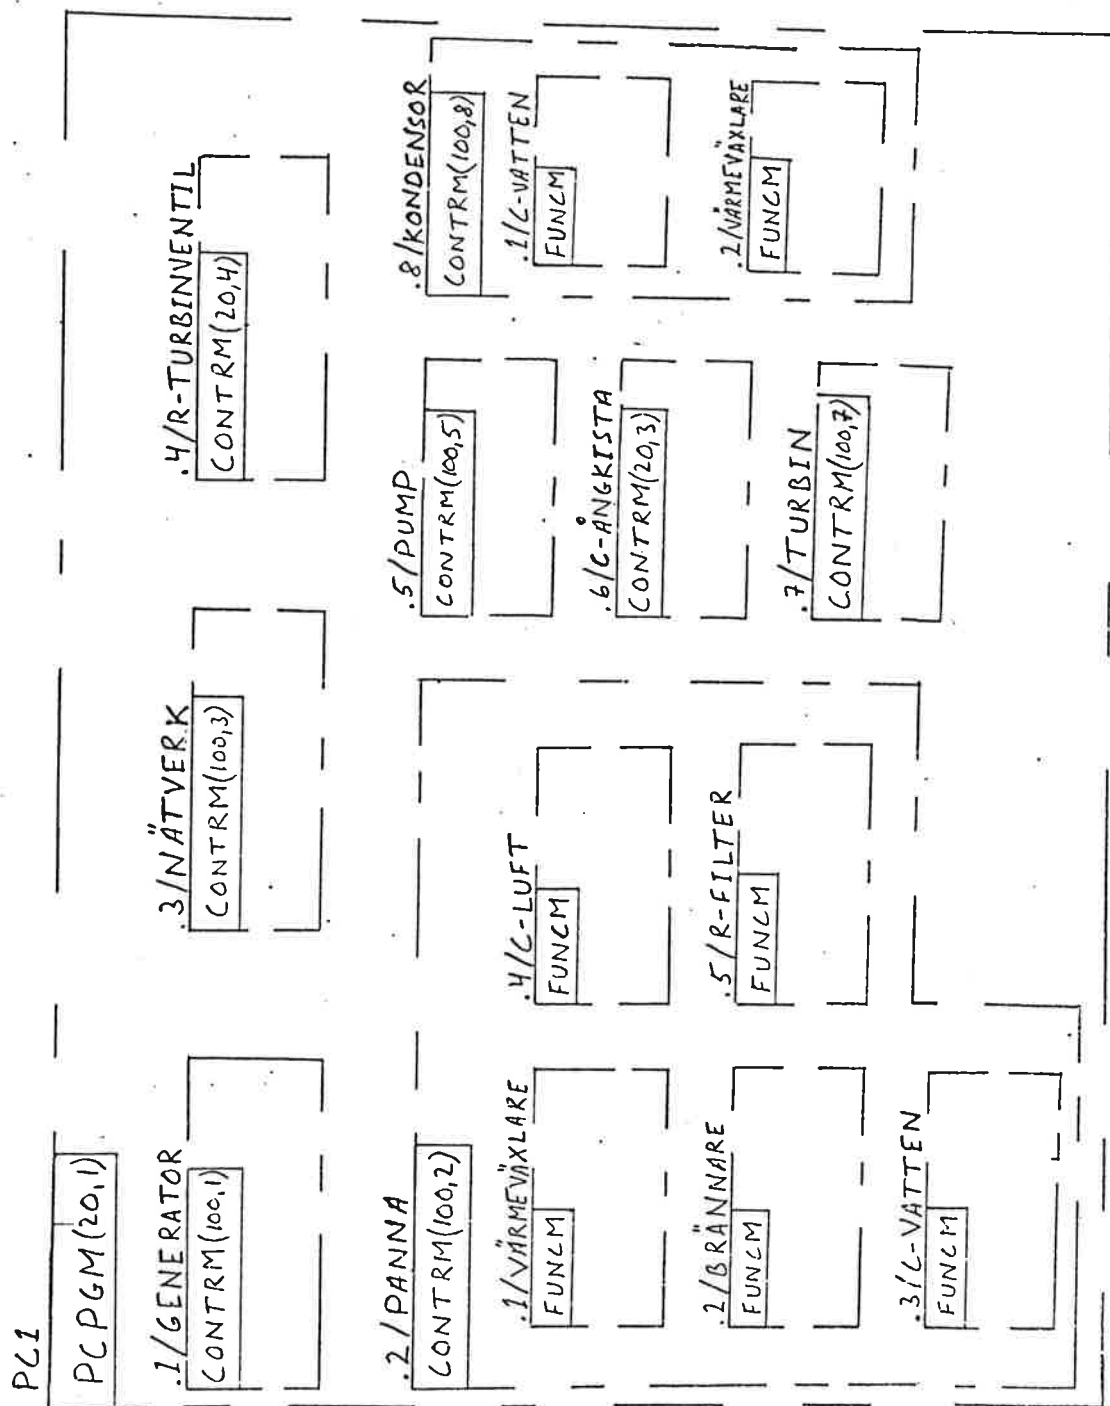 PC1
PCPGM(20,1)
.1/GENERATOR
CONTRM(100,1)
.3/NÄTVERK
CONTRM(100,3)
.4/R-TURBINVENTIL
CONTRM(20,4)
.2/PANNA
CONTRM(100,2)
.1/VÄRMEVÄXLARE
FUNCM
.2/BRÄNNARE
FUNCM
.3/C-VATTEN
FUNCM
.4/C-LUFT
FUNCM
.5/R-FILTER
FUNCM
.5/PUMP
CONTRM(100,5)
.6/C-ÅNGKISTA
CONTRM(20,3)
.7/TURBIN
CONTRM(100,7)
.8/KONDENSOR
CONTRM(100,8)
.1/C-VATTEN
FUNCM
.2/VÄRMEVÄXLARE
FUNCM